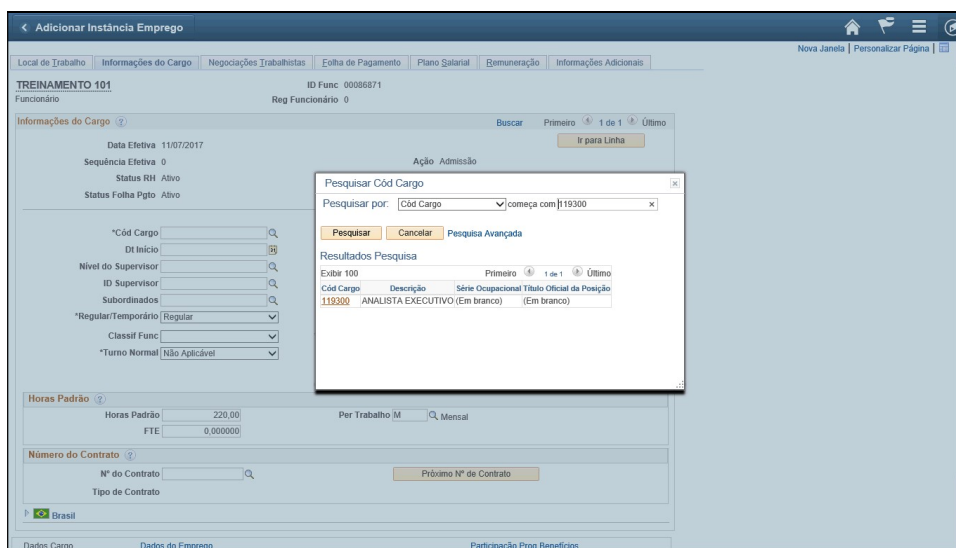 Adicionar Instância Emprego
Nova Janela | Personalizar Página |
Local de Trabalho Informações do Cargo Negociações Trabalhistas Folha de Pagamento Plano Salarial Remuneração Informações Adicionais
TREINAMENTO 101 ID Func 00086871
Funcionário Reg Funcionário 0
Informações do Cargo Buscar Primeiro 1 de 1 Último
Data Efetiva 11/07/2017 Ir para Linha
Sequência Efetiva 0 Ação Admissão
Status RH Ativo
Status Folha Pgto Ativo
Pesquisar Cód Cargo
Pesquisar por: Cód Cargo começa com 119300 x
Pesquisar Cancelar Pesquisa Avançada
Resultados Pesquisa
Exibir 100 Primeiro 1 de 1 Último
Cód Cargo Descrição Série Ocupacional Título Oficial da Posição
119300 ANALISTA EXECUTIVO (Em branco) (Em branco)
*Cód Cargo
Dt Início
Nível do Supervisor
ID Supervisor
Subordinados
*Regular/Temporário Regular
Classif Func
*Turno Normal Não Aplicável
Horas Padrão
Horas Padrão 220,00 Per Trabalho M Mensal
FTE 0,000000
Número do Contrato
Nº do Contrato Próximo Nº de Contrato
Tipo de Contrato
Brasil
Dados Cargo Dados do Emprego Participação Prog Benefícios